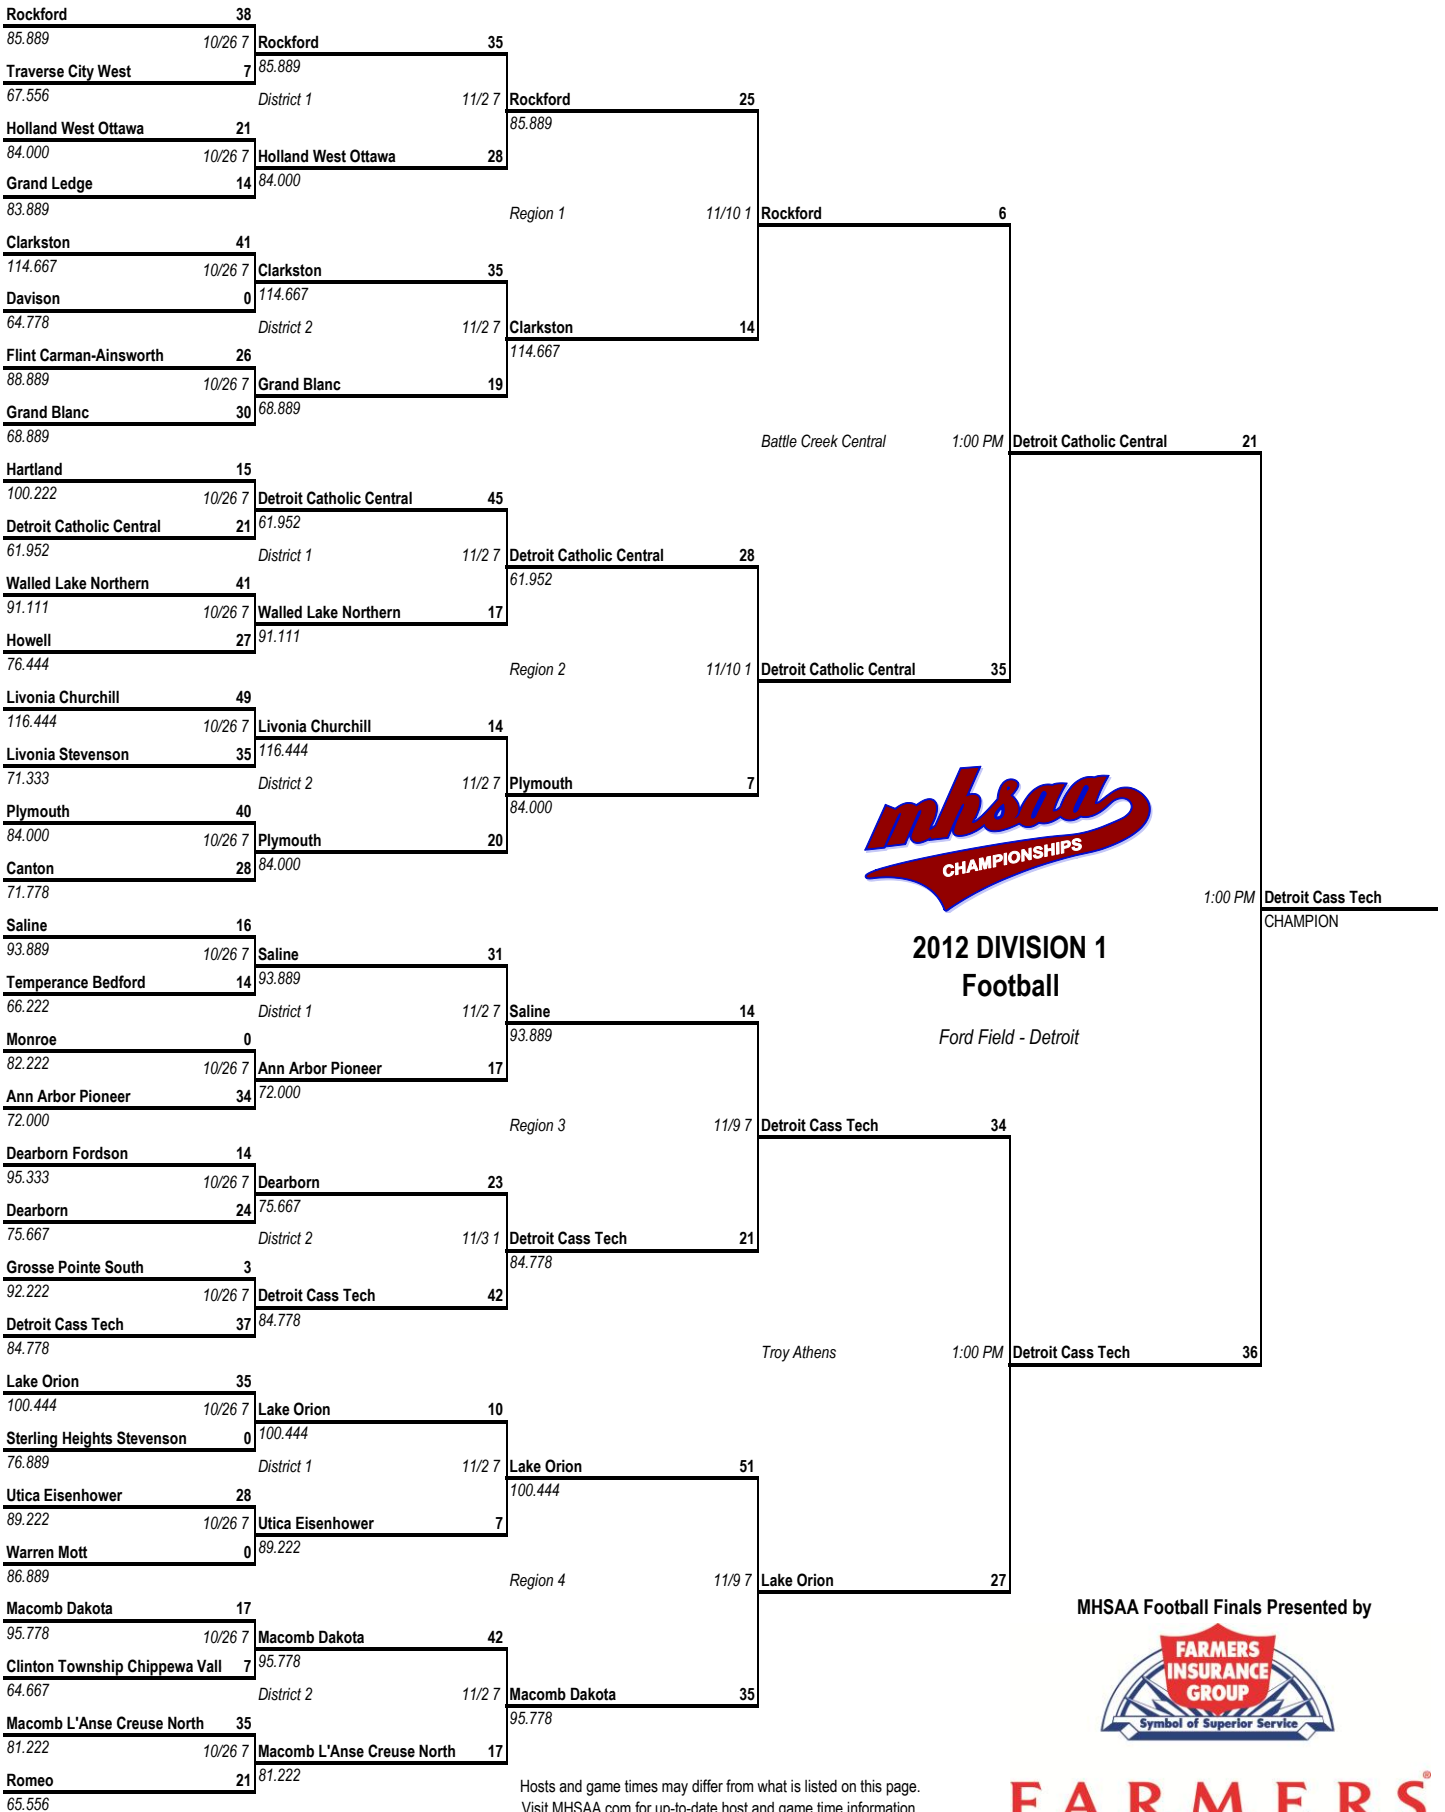 Rockford 38
85.889 10/26 7 Rockford 35
Traverse City West 7 85.889
67.556 District 1 11/2 7 Rockford 25
Holland West Ottawa 21 85.889
84.000 10/26 7 Holland West Ottawa 28
Grand Ledge 14 84.000
83.889 Region 1 11/10 1 Rockford 6
Clarkston 41
114.667 10/26 7 Clarkston 35
Davison 0 114.667
64.778 District 2 11/2 7 Clarkston 14
Flint Carman-Ainsworth 26 114.667
88.889 10/26 7 Grand Blanc 19
Grand Blanc 30 68.889
68.889 Battle Creek Central 1:00 PM Detroit Catholic Central 21
Hartland 15
100.222 10/26 7 Detroit Catholic Central 45
Detroit Catholic Central 21 61.952
61.952 District 1 11/2 7 Detroit Catholic Central 28
Walled Lake Northern 41 61.952
91.111 10/26 7 Walled Lake Northern 17
Howell 27 91.111
76.444 Region 2 11/10 1 Detroit Catholic Central 35
Livonia Churchill 49
116.444 10/26 7 Livonia Churchill 14
Livonia Stevenson 35 116.444
71.333 District 2 11/2 7 Plymouth 7
Plymouth 40 84.000
84.000 10/26 7 Plymouth 20
Canton 28 84.000
71.778
mhsaa
CHAMPIONSHIPS
1:00 PM Detroit Cass Tech
CHAMPION
Saline 16
93.889 10/26 7 Saline 31
Temperance Bedford 14 93.889
66.222 District 1 11/2 7 Saline 14
2012 DIVISION 1
Football
Ford Field - Detroit
Monroe 0 93.889
82.222 10/26 7 Ann Arbor Pioneer 17
Ann Arbor Pioneer 34 72.000
72.000 Region 3 11/9 7 Detroit Cass Tech 34
Dearborn Fordson 14
95.333 10/26 7 Dearborn 23
Dearborn 24 75.667
75.667 District 2 11/3 1 Detroit Cass Tech 21
Grosse Pointe South 3 84.778
92.222 10/26 7 Detroit Cass Tech 42
Detroit Cass Tech 37 84.778
84.778 Troy Athens 1:00 PM Detroit Cass Tech 36
Lake Orion 35
100.444 10/26 7 Lake Orion 10
Sterling Heights Stevenson 0 100.444
76.889 District 1 11/2 7 Lake Orion 51
Utica Eisenhower 28 100.444
89.222 10/26 7 Utica Eisenhower 7
Warren Mott 0 89.222
86.889 Region 4 11/9 7 Lake Orion 27
Macomb Dakota 17
95.778 10/26 7 Macomb Dakota 42
Clinton Township Chippewa Vall 7 95.778
64.667 District 2 11/2 7 Macomb Dakota 35
Macomb L'Anse Creuse North 35 95.778
81.222 10/26 7 Macomb L'Anse Creuse North 17
Romeo 21 81.222
65.556
MHSAA Football Finals Presented by
FARMERS
INSURANCE
GROUP
Symbol of Superior Service
FARMERS®
Hosts and game times may differ from what is listed on this page.
Visit MHSAA.com for up-to-date host and game time information